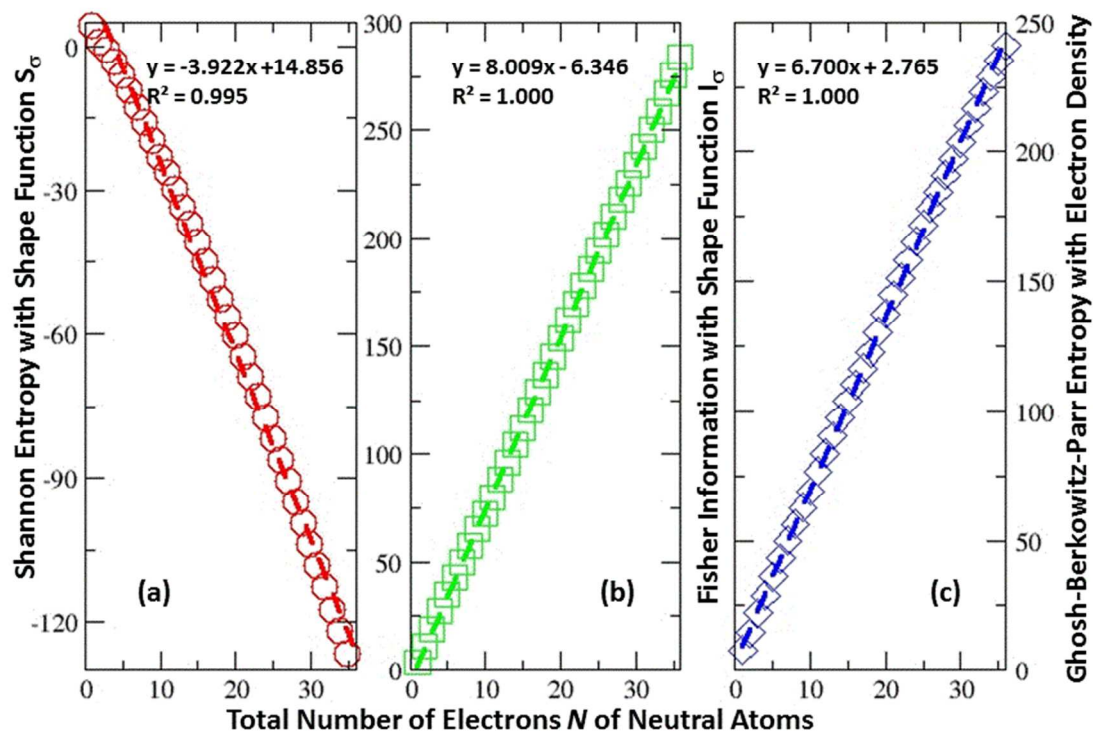 Shannon Entropy with Shape Function Sσ
0
-30
-60
-90
-120
y = -3.922x +14.856
R² = 0.995
(a)
0 10 20 30
300
250
200
150
100
50
0
y = 8.009x - 6.346
R² = 1.000
(b)
0 10 20 30
Fisher Information with Shape Function Iσ
y = 6.700x + 2.765
R² = 1.000
(c)
0 10 20 30
250
200
150
100
50
0
Ghosh-Berkowitz-Parr Entropy with Electron Density
Total Number of Electrons N of Neutral Atoms